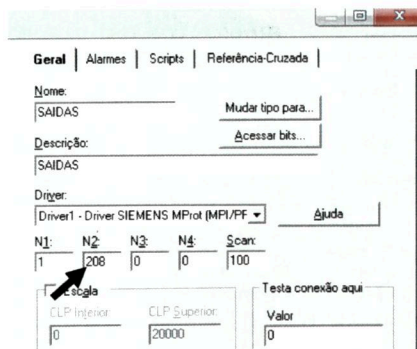 Geral Alarmes Scripts Referência-Cruzada
Nome:
SAIDAS
Mudar tipo para...
Acessar bits...
Descrição:
SAIDAS
Driver:
Driver1 - Driver SIEMENS MProt (MPI/PF
Ajuda
N1: N2: N3: N4: Scan:
1 208 0 0 100
Escala
Testa conexão aqui
CLP Inferior: CLP Superior:
Valor
0 20000
0